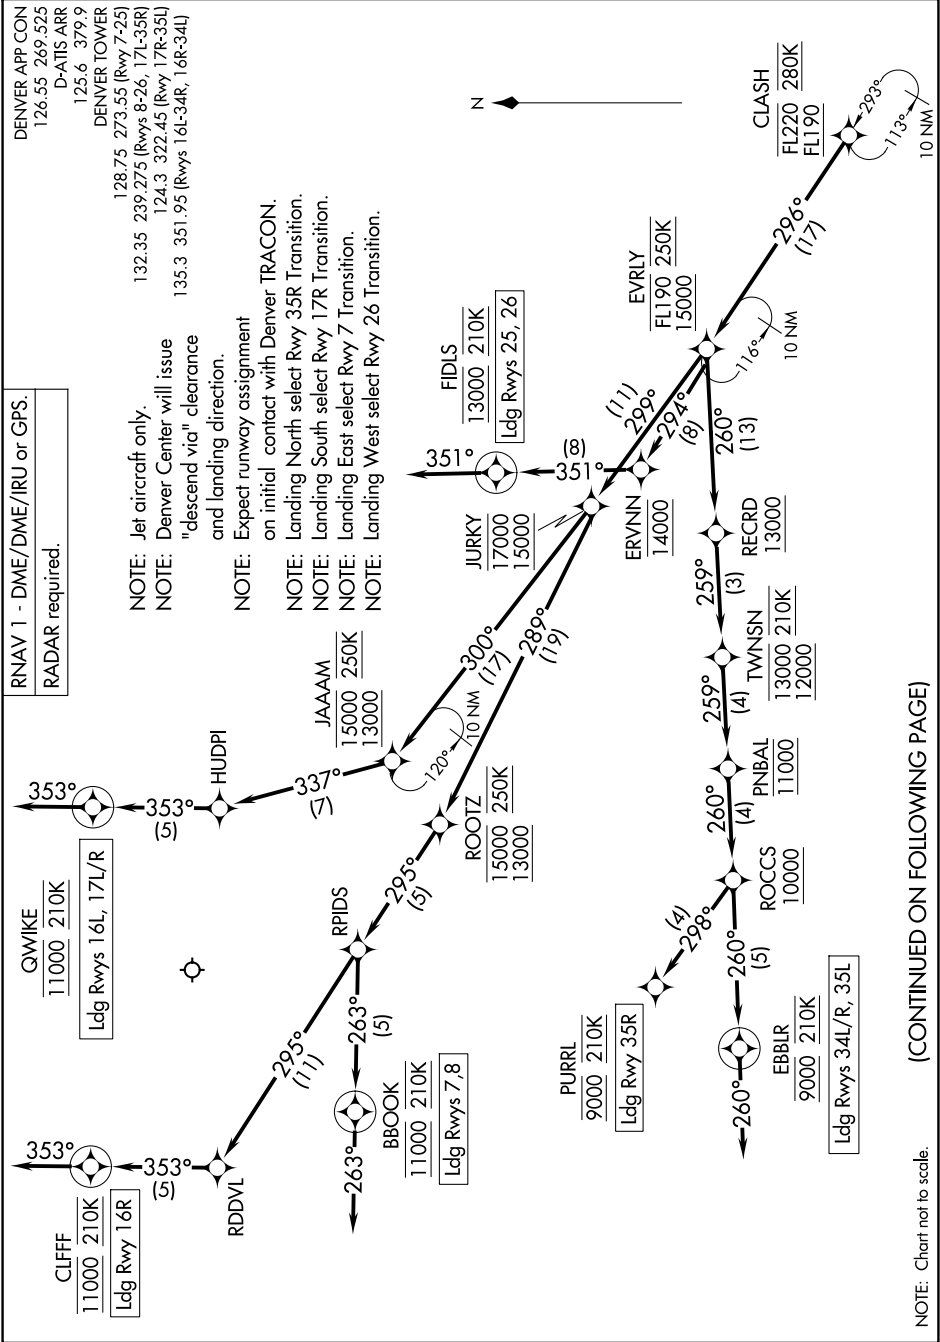 RNAV 1 - DME/DME/IRU or GPS.
RADAR required.
DENVER APP CON
126.55 269.525
D-ATIS ARR
125.6 379.9
DENVER TOWER
128.75 273.55 (Rwy 7-25)
132.35 239.275 (Rwys 8-26, 17L-35R)
124.3 322.45 (Rwy 17R-35L)
135.3 351.95 (Rwys 16L-34R, 16R-34L)
NOTE: Jet aircraft only.
NOTE: Denver Center will issue
"descend via" clearance
and landing direction.
NOTE: Expect runway assignment
on initial contact with Denver TRACON.
NOTE: Landing North select Rwy 35R Transition.
NOTE: Landing South select Rwy 17R Transition.
NOTE: Landing East select Rwy 7 Transition.
NOTE: Landing West select Rwy 26 Transition.
N
CLFFF
11000 210K
Ldg Rwy 16R
353°
353°
(5)
RDDVL
295°
(11)
QWIKE
11000 210K
Ldg Rwys 16L, 17L/R
353°
353°
(5)
HUDPI
337°
(7)
JAAAM
15000 250K
13000
120°
10 NM
300°
(17)
RPIDS
295°
(5)
263°
(5)
BBOOK
11000 210K
Ldg Rwys 7,8
263°
ROOTZ
15000 250K
13000
289°
(19)
JURKY
17000
15000
FIDLS
13000 210K
Ldg Rwys 25, 26
351°
351°
(8)
ERVNN
14000
299°
(11)
294°
(8)
EVRLY
FL190 250K
15000
116°
10 NM
296°
(17)
CLASH
FL220 280K
FL190
293°
113°
10 NM
260°
(13)
RECRD
13000
259°
(3)
TWNSN
13000 210K
12000
259°
(4)
PNBAL
11000
260°
(4)
ROCCS
10000
298°
(4)
PURRL
9000 210K
Ldg Rwy 35R
260°
(5)
EBBLR
9000 210K
Ldg Rwys 34L/R, 35L
260°
NOTE: Chart not to scale.
(CONTINUED ON FOLLOWING PAGE)